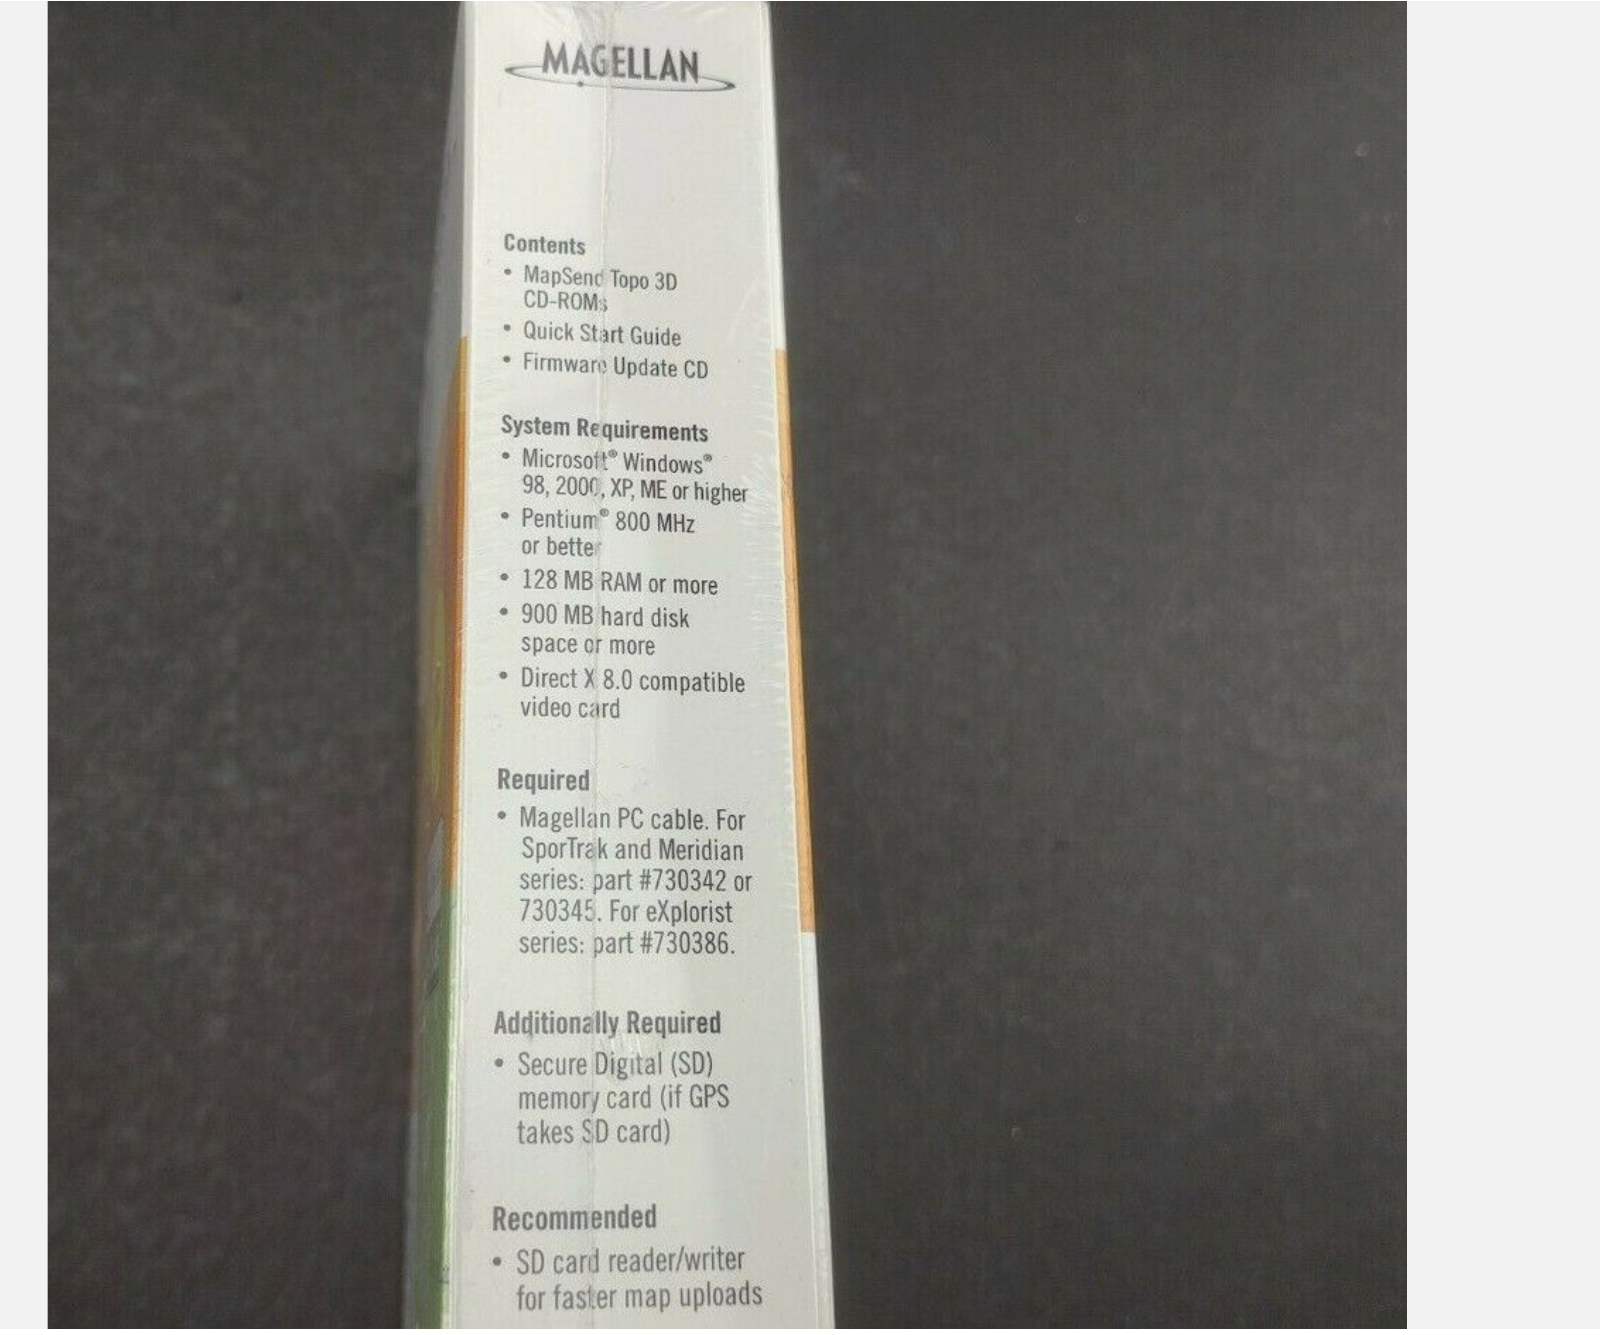 MAGELLAN
Contents
• MapSend Topo 3D
CD-ROMs
• Quick Start Guide
• Firmware Update CD
System Requirements
• Microsoft® Windows®
98, 2000, XP, ME or higher
• Pentium® 800 MHz
or better
• 128 MB RAM or more
• 900 MB hard disk
space or more
• Direct X 8.0 compatible
video card
Required
• Magellan PC cable. For
SporTrak and Meridian
series: part #730342 or
730345. For eXplorist
series: part #730386.
Additionally Required
• Secure Digital (SD)
memory card (if GPS
takes SD card)
Recommended
• SD card reader/writer
for faster map uploads